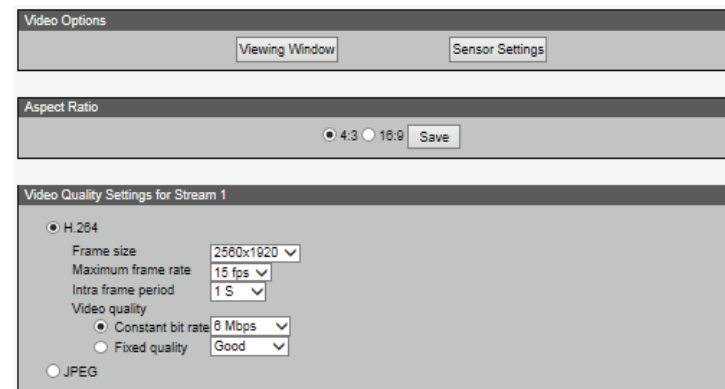 Video Options
Viewing Window Sensor Settings
Aspect Ratio
4:3 16:9 Save
Video Quality Settings for Stream 1
H.264
Frame size 2560x1920
Maximum frame rate 15 fps
Intra frame period 1 S
Video quality
Constant bit rate 6 Mbps
Fixed quality Good
JPEG